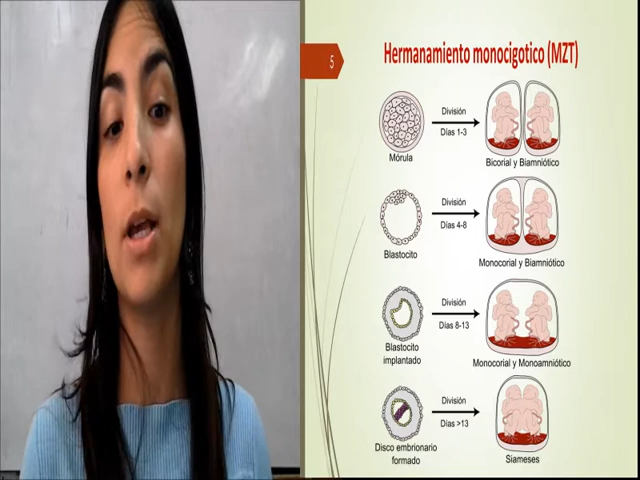 5
Hermanamiento monocigotico (MZT)
División
Días 1-3
Mórula
Bicorial y Biamniótico
División
Días 4-8
Blastocito
Monocorial y Biamniótico
División
Días 8-13
Blastocito
implantado
Monocorial y Monoamniótico
División
Días >13
Disco embrionario
formado
Siameses